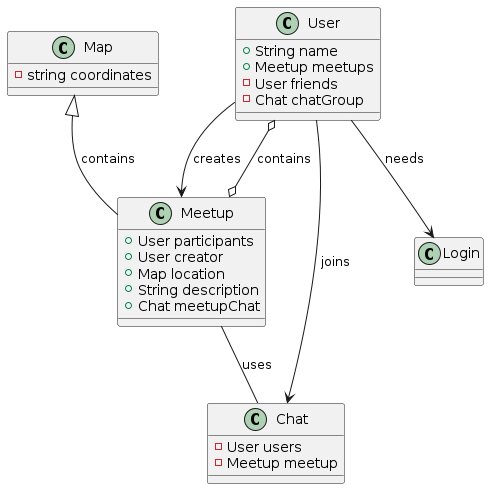 C User
+ String name
+ Meetup meetups
- User friends
- Chat chatGroup
C Map
- string coordinates
contains
creates
contains
needs
C Meetup
User participants
User creator
Map location
String description
Chat meetupChat
C Login
joins
uses
C Chat
User users
Meetup meetup